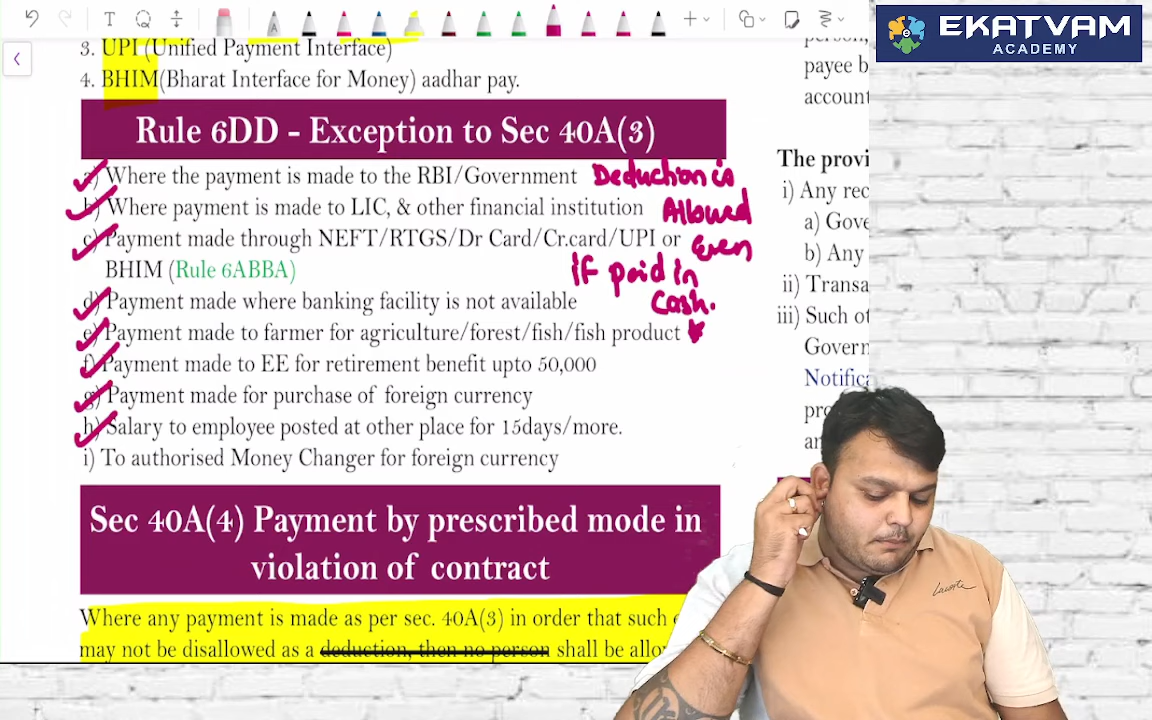 EKATVAM
ACADEMY
3. UPI (Unified Payment Interface)
4. BHIM(Bharat Interface for Money) aadhar pay.
Rule 6DD - Exception to Sec 40A(3)
a) Where the payment is made to the RBI/Government
Deduction is
b) Where payment is made to LIC, & other financial institution
Allowed
c) Payment made through NEFT/RTGS/Dr Card/Cr.card/UPI or
Even
BHIM (Rule 6ABBA)
if paid in
d) Payment made where banking facility is not available
Cash.
e) Payment made to farmer for agriculture/forest/fish/fish product
f) Payment made to EE for retirement benefit upto 50,000
g) Payment made for purchase of foreign currency
h) Salary to employee posted at other place for 15days/more.
i) To authorised Money Changer for foreign currency
Sec 40A(4) Payment by prescribed mode in
violation of contract
Where any payment is made as per sec. 40A(3) in order that such
may not be disallowed as a deduction, then no person shall be allo
payee b
account
The provi
i) Any rec
a) Gove
b) Any
ii) Transa
iii) Such ot
Govern
Notific
pro
Lacoste